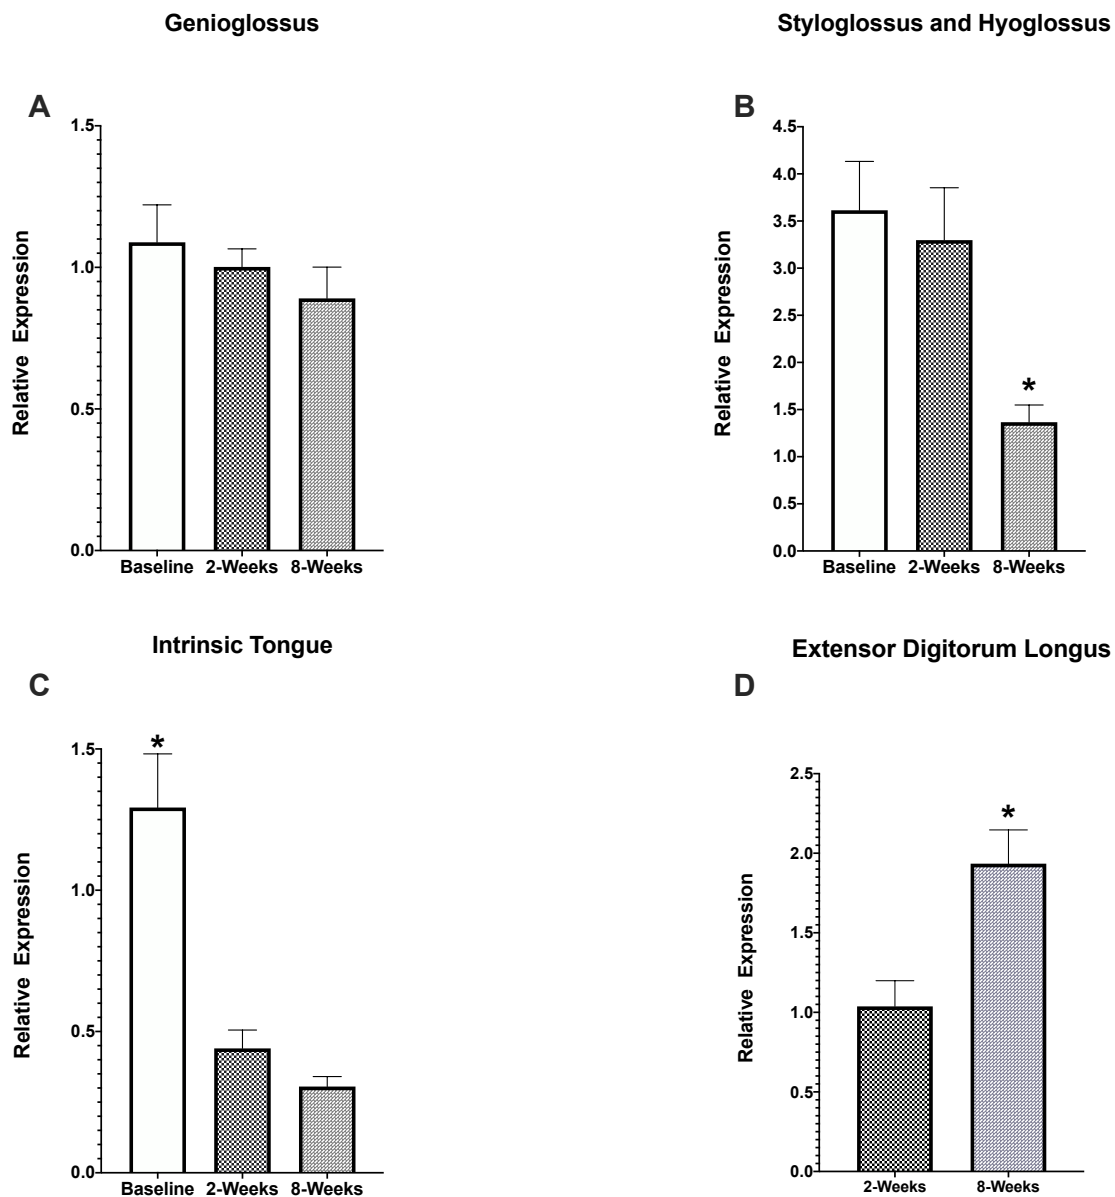 Genioglossus
A
Relative Expression
1.5
1.0
0.5
0.0
Baseline 2-Weeks 8-Weeks
Styloglossus and Hyoglossus
B
Relative Expression
4.5
4.0
3.5
3.0
2.5
2.0
1.5
1.0
0.5
0.0
*
Baseline 2-Weeks 8-Weeks
Intrinsic Tongue
C
Relative Expression
1.5
1.0
0.5
0.0
*
Baseline 2-Weeks 8-Weeks
Extensor Digitorum Longus
D
Relative Expression
2.5
2.0
1.5
1.0
0.5
0.0
*
2-Weeks 8-Weeks